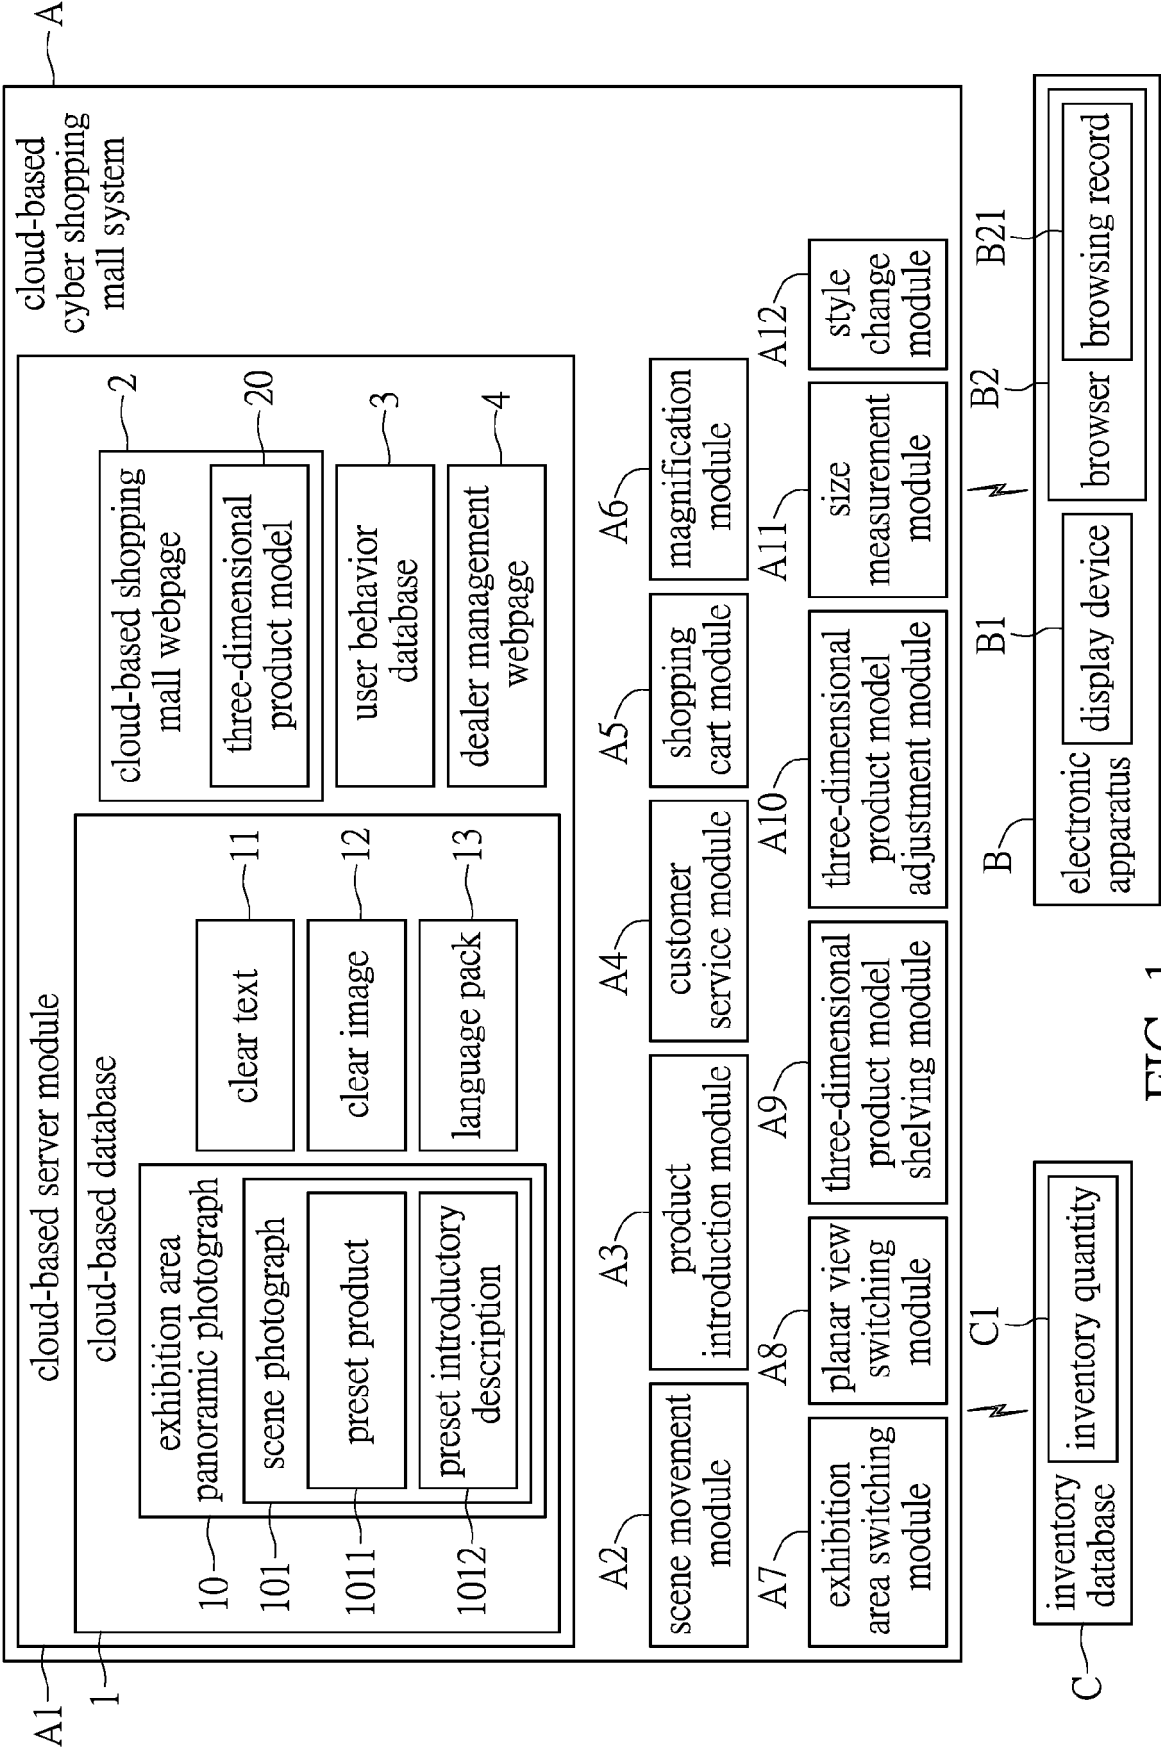 A
cloud-based
cyber shopping
mall system
A1
cloud-based server module
1
cloud-based database
10
exhibition area
panoramic photograph
101
scene photograph
1011
preset product
1012
preset introductory
description
clear text
11
clear image
12
language pack
13
cloud-based shopping
mall webpage
2
three-dimensional
product model
20
user behavior
database
3
dealer management
webpage
4
A2
scene movement
module
A3
product
introduction module
A4
customer
service module
A5
shopping
cart module
A6
magnification
module
A7
exhibition
area switching
module
A8
planar view
switching
module
A9
three-dimensional
product model
shelving module
A10
three-dimensional
product model
adjustment module
A11
size
measurement
module
A12
style
change
module
C
inventory
database
C1
inventory quantity
B
electronic
apparatus
B1
display device
B2
browser
B21
browsing record
FIG. 1